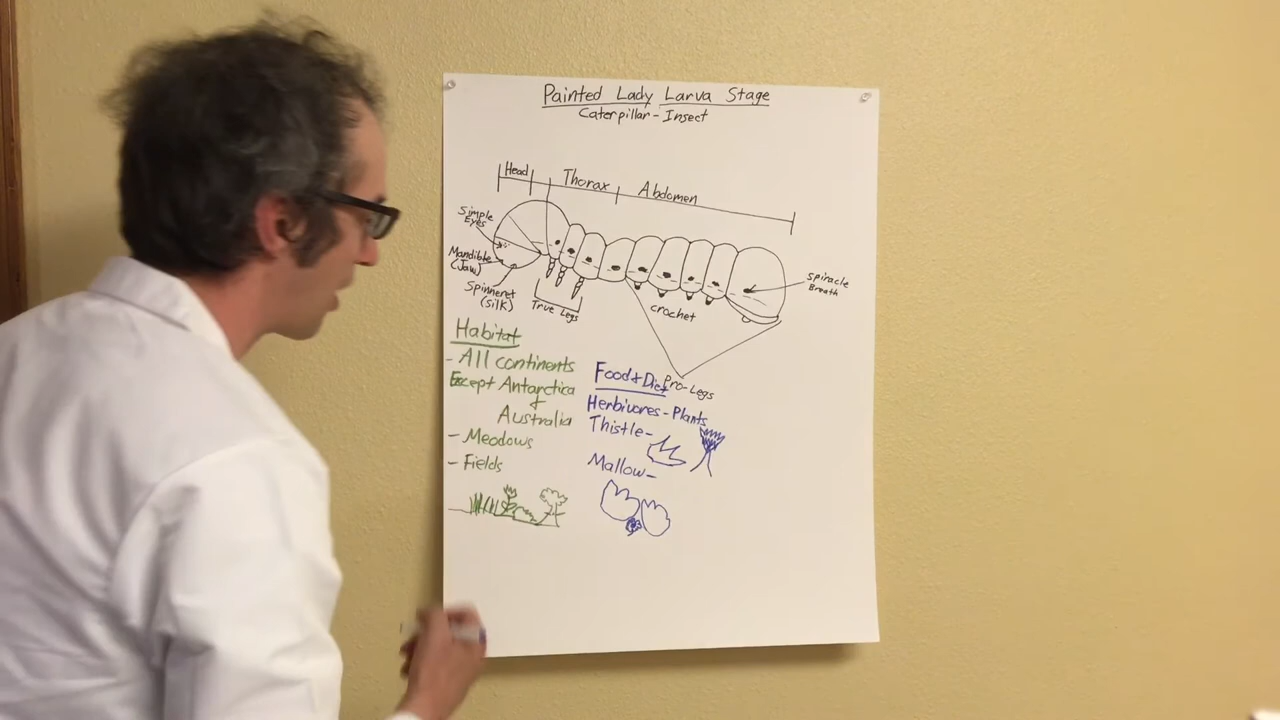 Painted Lady Larva Stage
Caterpillar - Insect
Head
Thorax
Abdomen
Simple
Eyes
Mandible
(Jaw)
Spinneret
(silk)
True Legs
crochet
Spiracle
Breath
Pro-Legs
Habitat
- All continents
Except Antarctica
&
Australia
- Meodows
- Fields
Food & Diet
Herbivores - Plants
Thistle -
Mallow -